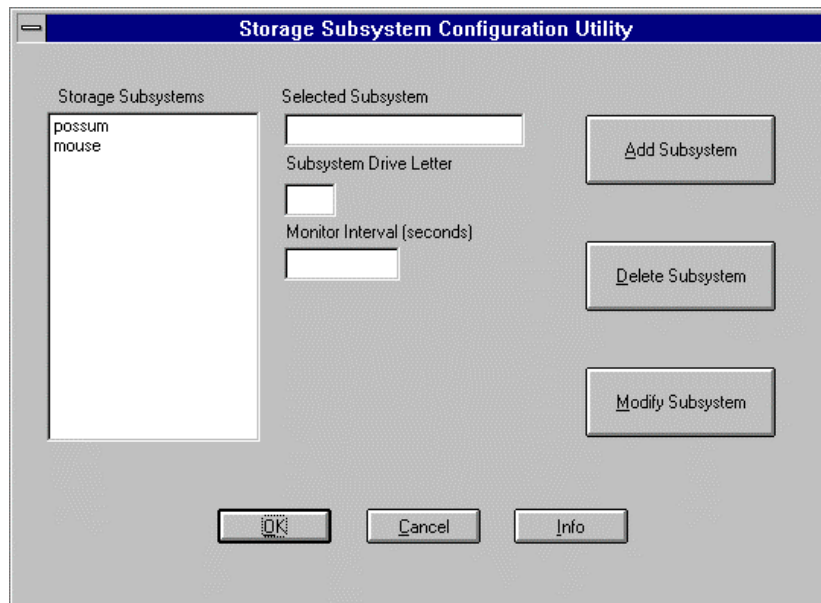 Storage Subsystem Configuration Utility
Storage Subsystems
possum
mouse
Selected Subsystem
Subsystem Drive Letter
Monitor Interval (seconds)
Add Subsystem
Delete Subsystem
Modify Subsystem
OK
Cancel
Info